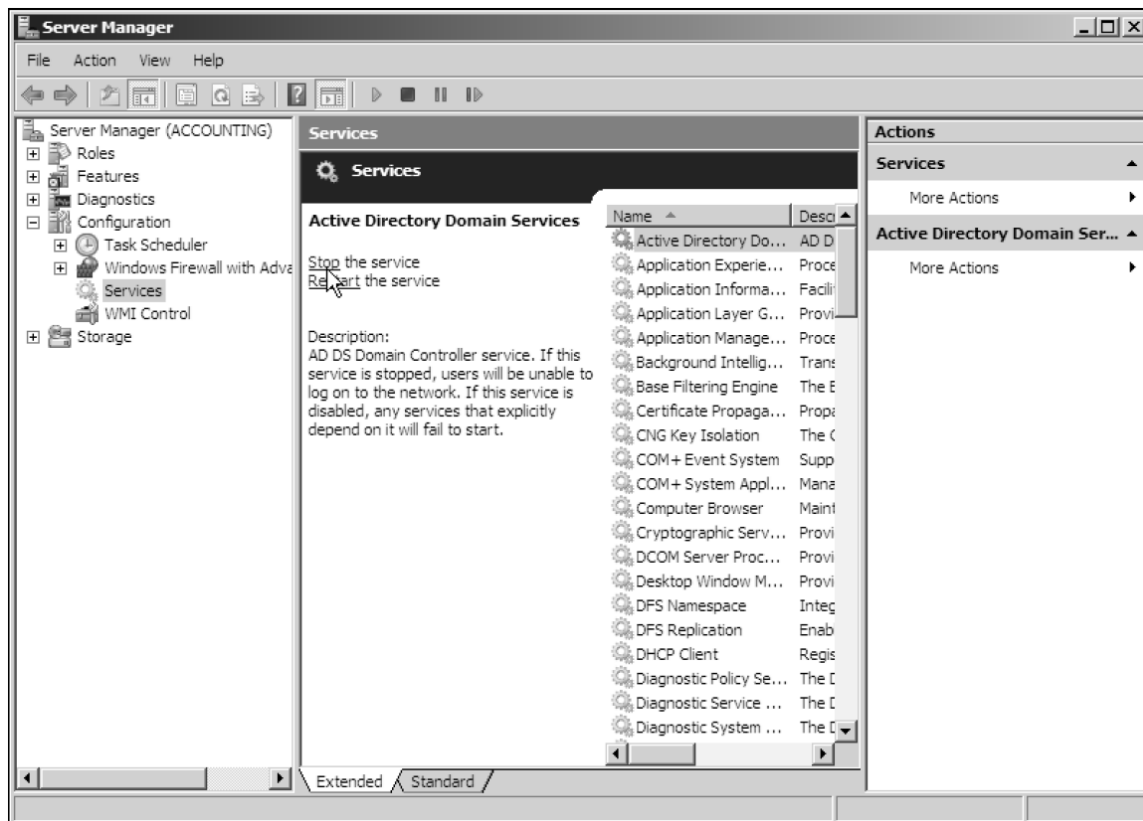 Server Manager
File Action View Help
Server Manager (ACCOUNTING)
Roles
Features
Diagnostics
Configuration
Task Scheduler
Windows Firewall with Adva
Services
WMI Control
Storage
Services
Services
Active Directory Domain Services
Stop the service
Restart the service
Description:
AD DS Domain Controller service. If this
service is stopped, users will be unable to
log on to the network. If this service is
disabled, any services that explicitly
depend on it will fail to start.
Name Descr
Active Directory Do... AD D
Application Experie... Proce
Application Informa... Facili
Application Layer G... Provi
Application Manage... Proce
Background Intellig... Trans
Base Filtering Engine The B
Certificate Propaga... Propa
CNG Key Isolation The C
COM+ Event System Supp
COM+ System Appl... Mana
Computer Browser Maint
Cryptographic Serv... Provi
DCOM Server Proc... Provi
Desktop Window M... Provi
DFS Namespace Integ
DFS Replication Enab
DHCP Client Regis
Diagnostic Policy Se... The D
Diagnostic Service ... The D
Diagnostic System ... The D
Extended Standard
Actions
Services
More Actions
Active Directory Domain Ser...
More Actions